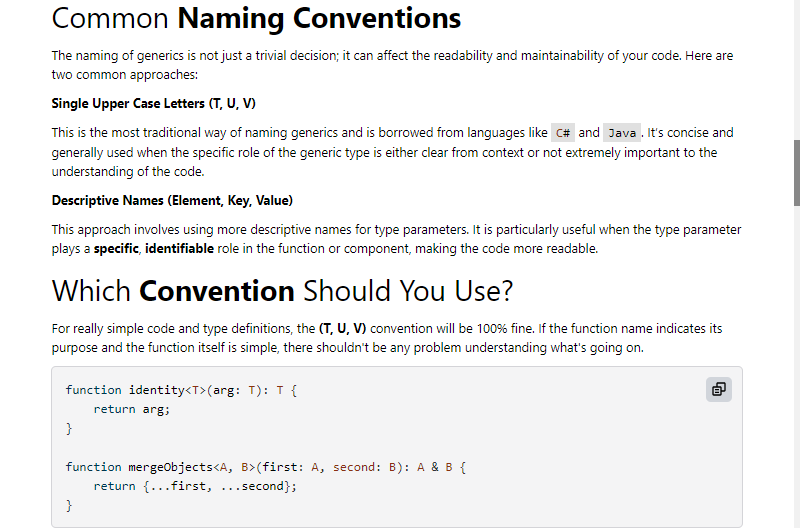 Common Naming Conventions
The naming of generics is not just a trivial decision; it can affect the readability and maintainability of your code. Here are
two common approaches:
Single Upper Case Letters (T, U, V)
This is the most traditional way of naming generics and is borrowed from languages like C# and Java. It's concise and
generally used when the specific role of the generic type is either clear from context or not extremely important to the
understanding of the code.
Descriptive Names (Element, Key, Value)
This approach involves using more descriptive names for type parameters. It is particularly useful when the type parameter
plays a specific, identifiable role in the function or component, making the code more readable.
Which Convention Should You Use?
For really simple code and type definitions, the (T, U, V) convention will be 100% fine. If the function name indicates its
purpose and the function itself is simple, there shouldn't be any problem understanding what's going on.
function identity<T>(arg: T): T {
    return arg;
}
function mergeObjects<A, B>(first: A, second: B): A & B {
    return {...first, ...second};
}